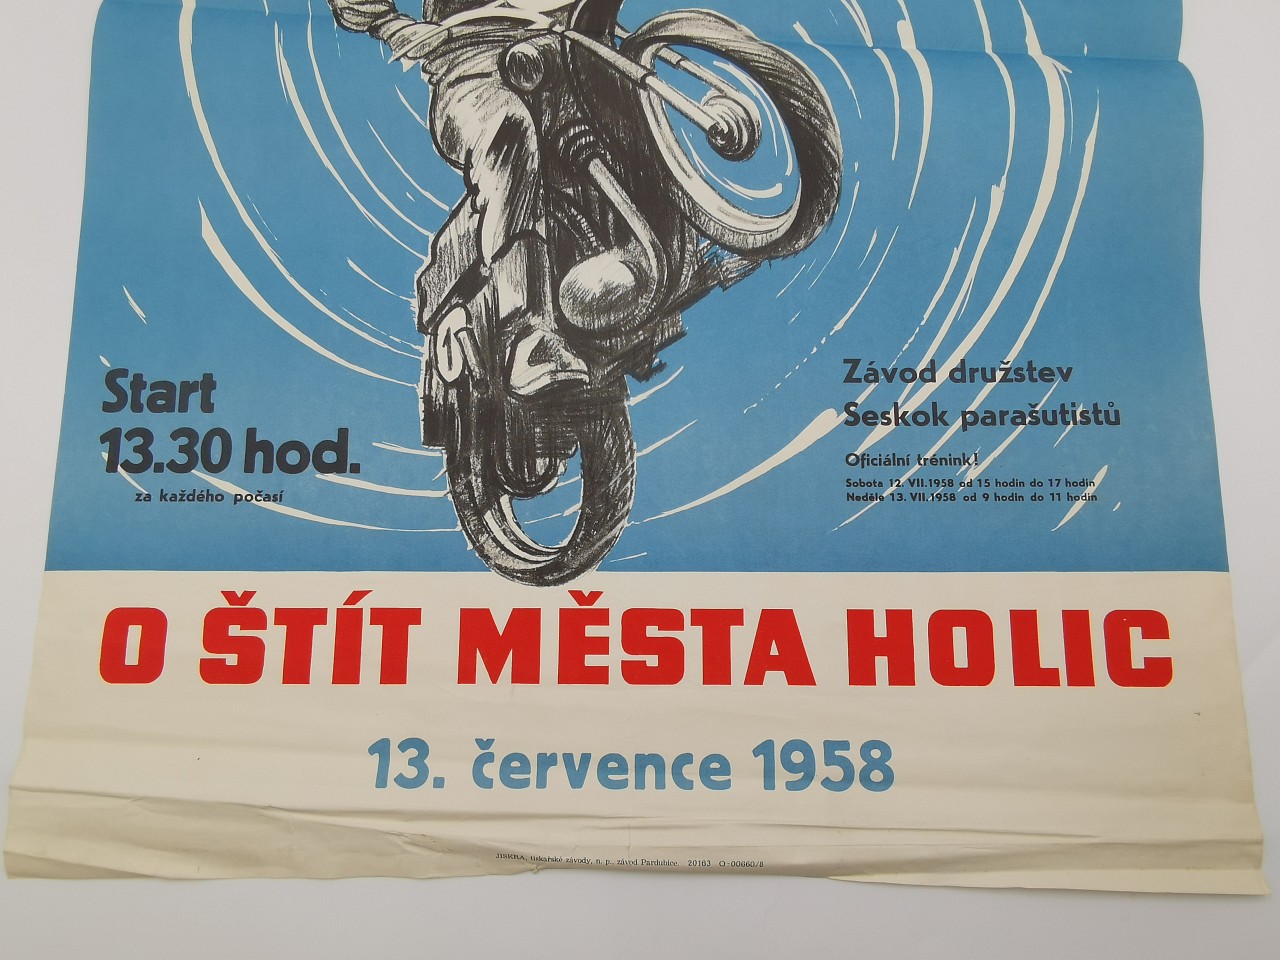 Start
13.30 hod.
za každého počasí
Závod družstev
Seskok parašutistů
Oficiální trénink!
Sobota 12. VII.1958 od 15 hodin do 17 hodin
Neděle 13. VII.1958 od 9 hodin do 11 hodin
O ŠTÍT MĚSTA HOLIC
13. července 1958
JISKRA, tiskařské závody, n. p., závod Pardubice. 20163 O-00660/8